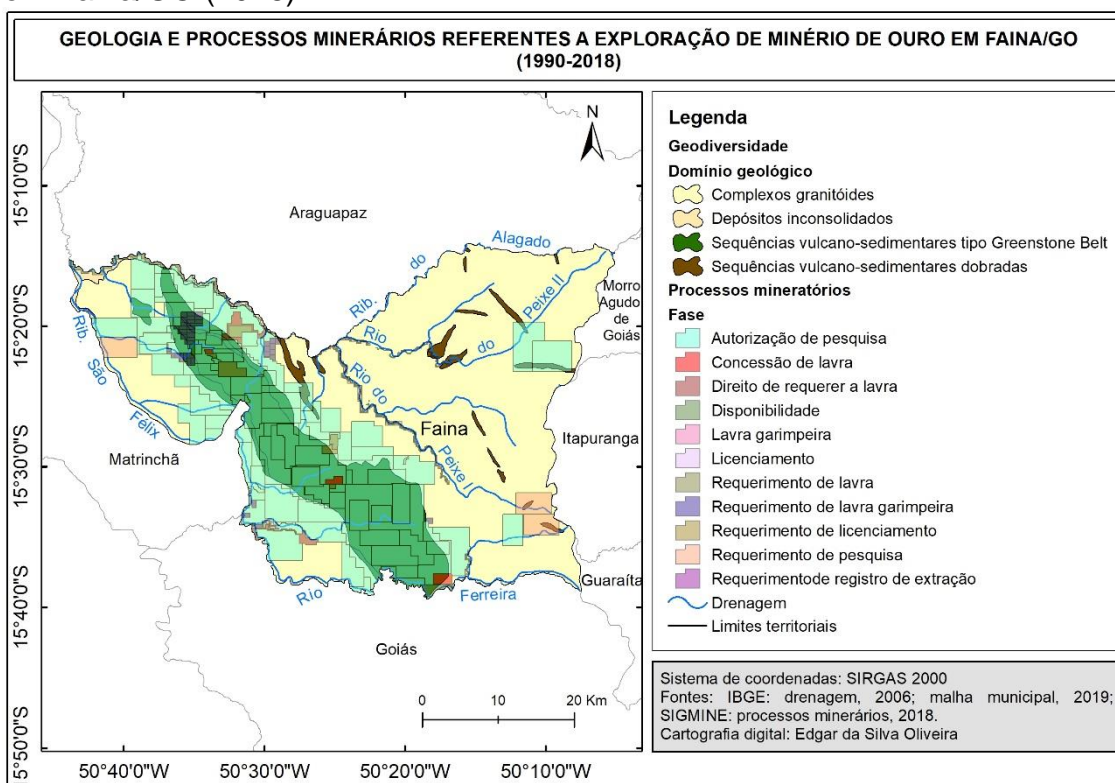 GEOLOGIA E PROCESSOS MINERÁRIOS REFERENTES A EXPLORAÇÃO DE MINÉRIO DE OURO EM FAINA/GO
(1990-2018)
N
15°10'0"S
15°20'0"S
15°30'0"S
15°40'0"S
15°50'0"S
Araguapaz
Rib. do Alagado
Morro
Agudo
de
Goiás
Rio do Peixe II
Rib. São Félix
Rio do Peixe I
Faina
Itapuranga
Matrinchã
Guaraíta
Rio Ferreira
Goiás
0 10 20 Km
50°40'0"W 50°30'0"W 50°20'0"W 50°10'0"W
Legenda
Geodiversidade
Domínio geológico
Complexos granitóides
Depósitos inconsolidados
Sequências vulcano-sedimentares tipo Greenstone Belt
Sequências vulcano-sedimentares dobradas
Processos mineratórios
Fase
Autorização de pesquisa
Concessão de lavra
Direito de requerer a lavra
Disponibilidade
Lavra garimpeira
Licenciamento
Requerimento de lavra
Requerimento de lavra garimpeira
Requerimento de licenciamento
Requerimento de pesquisa
Requerimentode registro de extração
Drenagem
Limites territoriais
Sistema de coordenadas: SIRGAS 2000
Fontes: IBGE: drenagem, 2006; malha municipal, 2019;
SIGMINE: processos minerários, 2018.
Cartografia digital: Edgar da Silva Oliveira